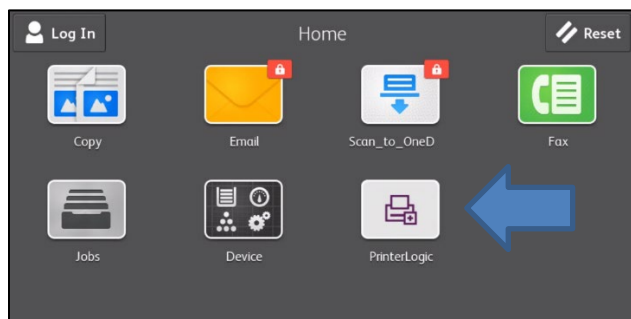 Log In
Home
Reset
Copy
Email
Scan_to_OneD
Fax
Jobs
Device
PrinterLogic